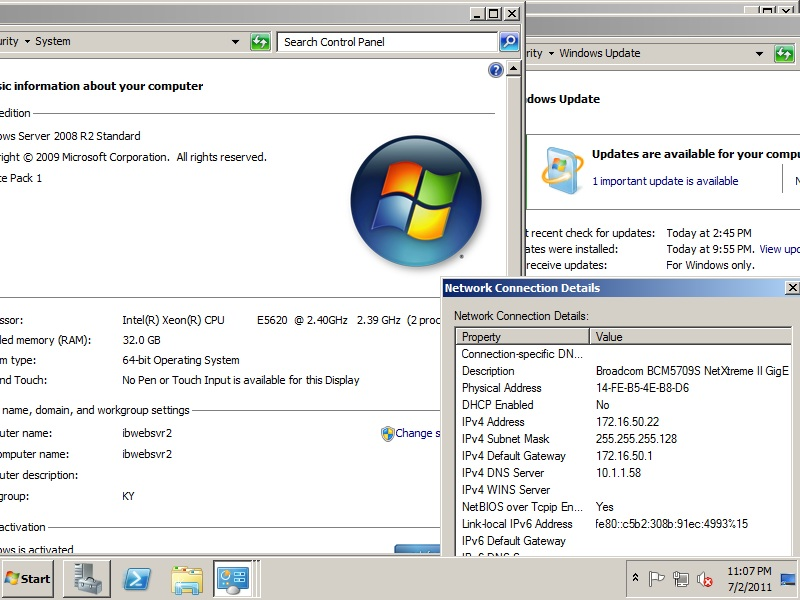 urity ▾ System
Search Control Panel
sic information about your computer
edition
ows Server 2008 R2 Standard
right © 2009 Microsoft Corporation. All rights reserved.
ce Pack 1
ssor: Intel(R) Xeon(R) CPU E5620 @ 2.40GHz 2.39 GHz (2 proc
led memory (RAM): 32.0 GB
m type: 64-bit Operating System
nd Touch: No Pen or Touch Input is available for this Display
name, domain, and workgroup settings
uter name: ibwebsvr2
Change s
omputer name: ibwebsvr2
uter description:
group: KY
activation
ows is activated
rity ▾ Windows Update
dows Update
Updates are available for your compu
1 important update is available
t recent check for updates: Today at 2:45 PM
ates were installed: Today at 9:55 PM. View upd
receive updates: For Windows only.
Network Connection Details
Network Connection Details:
Property Value
Connection-specific DN...
Description Broadcom BCM5709S NetXtreme II GigE
Physical Address 14-FE-B5-4E-B8-D6
DHCP Enabled No
IPv4 Address 172.16.50.22
IPv4 Subnet Mask 255.255.255.128
IPv4 Default Gateway 172.16.50.1
IPv4 DNS Server 10.1.1.58
IPv4 WINS Server
NetBIOS over Tcpip En... Yes
Link-local IPv6 Address fe80::c5b2:308b:91ec:4993%15
IPv6 Default Gateway
Start
11:07 PM
7/2/2011